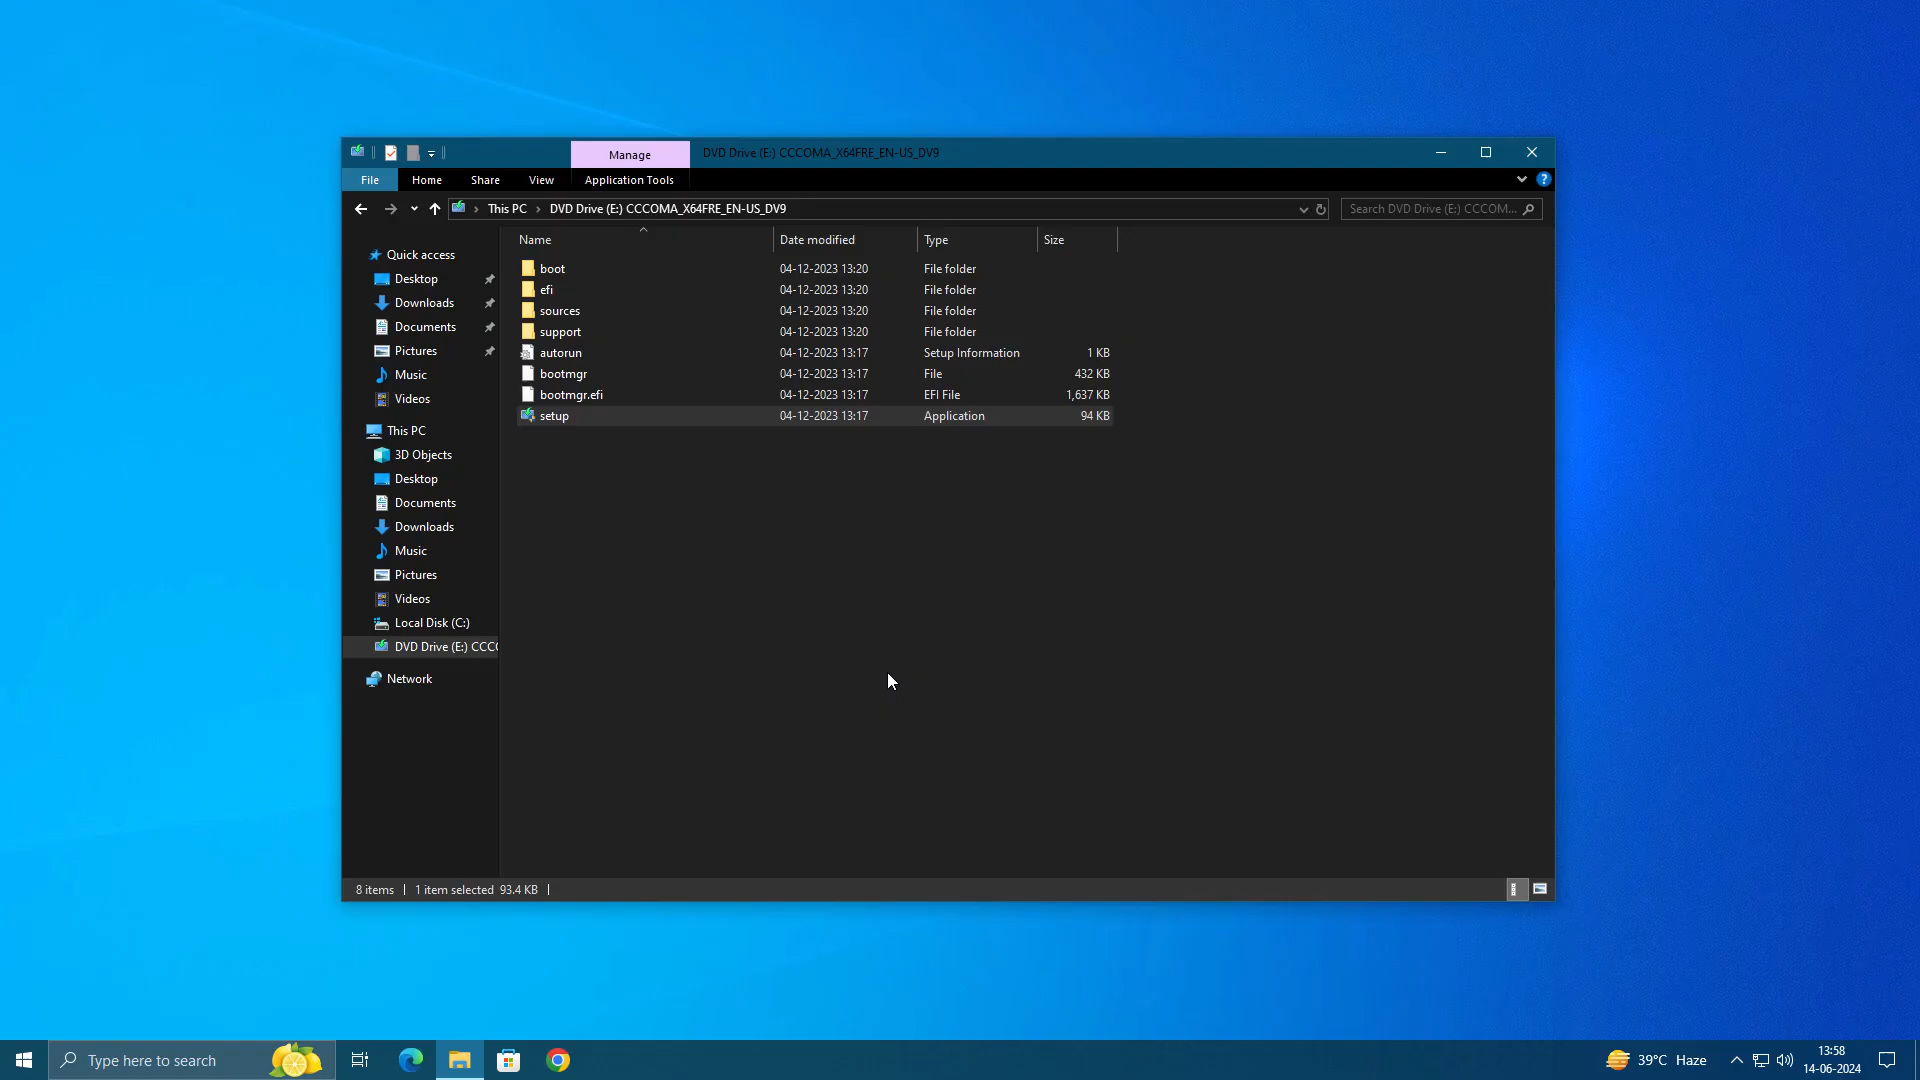 Manage
DVD Drive (E:) CCCOMA_X64FRE_EN-US_DV9
File Home Share View Application Tools
This PC > DVD Drive (E:) CCCOMA_X64FRE_EN-US_DV9
Search DVD Drive (E:) CCCOM...
Name Date modified Type Size
boot 04-12-2023 13:20 File folder
efi 04-12-2023 13:20 File folder
sources 04-12-2023 13:20 File folder
support 04-12-2023 13:20 File folder
autorun 04-12-2023 13:17 Setup Information 1 KB
bootmgr 04-12-2023 13:17 File 432 KB
bootmgr.efi 04-12-2023 13:17 EFI File 1,637 KB
setup 04-12-2023 13:17 Application 94 KB
Quick access
Desktop
Downloads
Documents
Pictures
Music
Videos
This PC
3D Objects
Desktop
Documents
Downloads
Music
Pictures
Videos
Local Disk (C:)
DVD Drive (E:) CCC
Network
8 items 1 item selected 93.4 KB
Type here to search
39°C Haze
13:58
14-06-2024